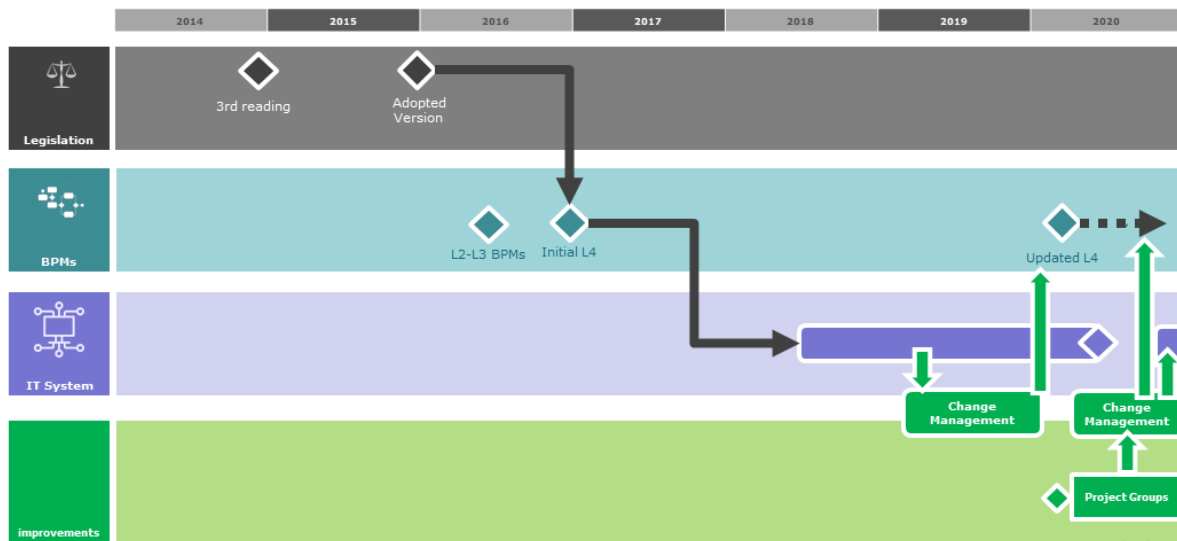 2014 2015 2016 2017 2018 2019 2020
Legislation
3rd reading
Adopted
Version
BPMs
L2-L3 BPMs
Initial L4
Updated L4
IT System
Change
Management
Change
Management
improvements
Project Groups